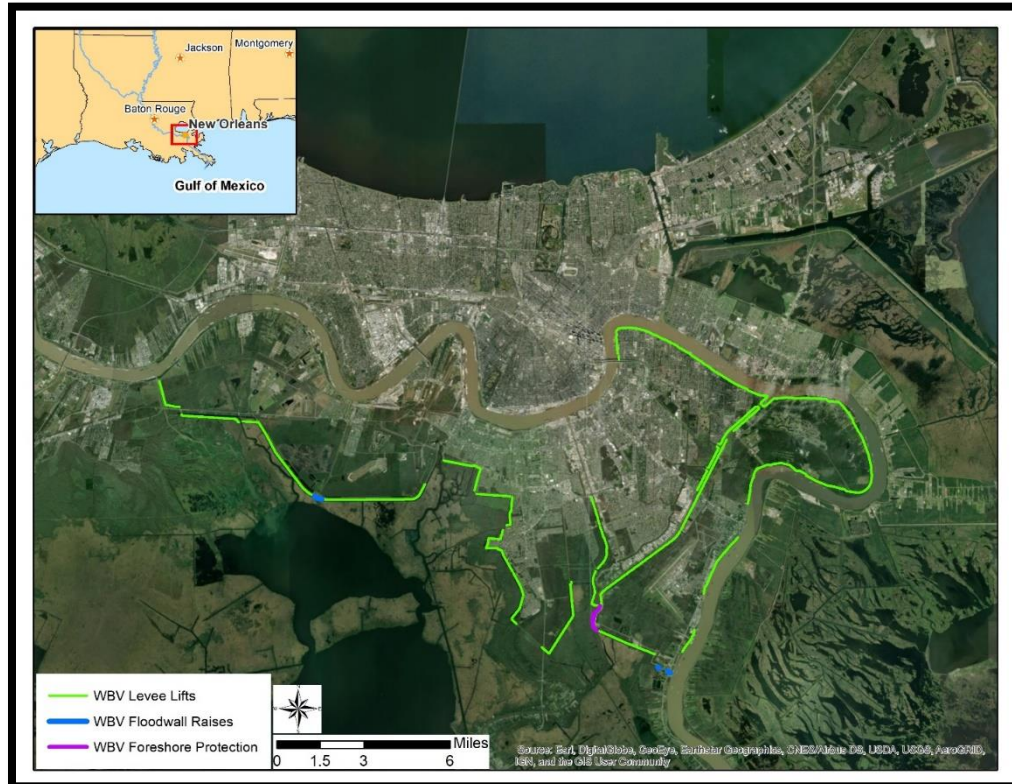 Jackson
Montgomery
Baton Rouge
New Orleans
Gulf of Mexico
WBV Levee Lifts
WBV Floodwall Raises
WBV Foreshore Protection
Miles
0 1.5 3 6
Source: Esri, DigitalGlobe, GeoEye, Earthstar Geographics, CNES/Airbus DS, USDA, USGS, AeroGRID,
IGN, and the GIS User Community